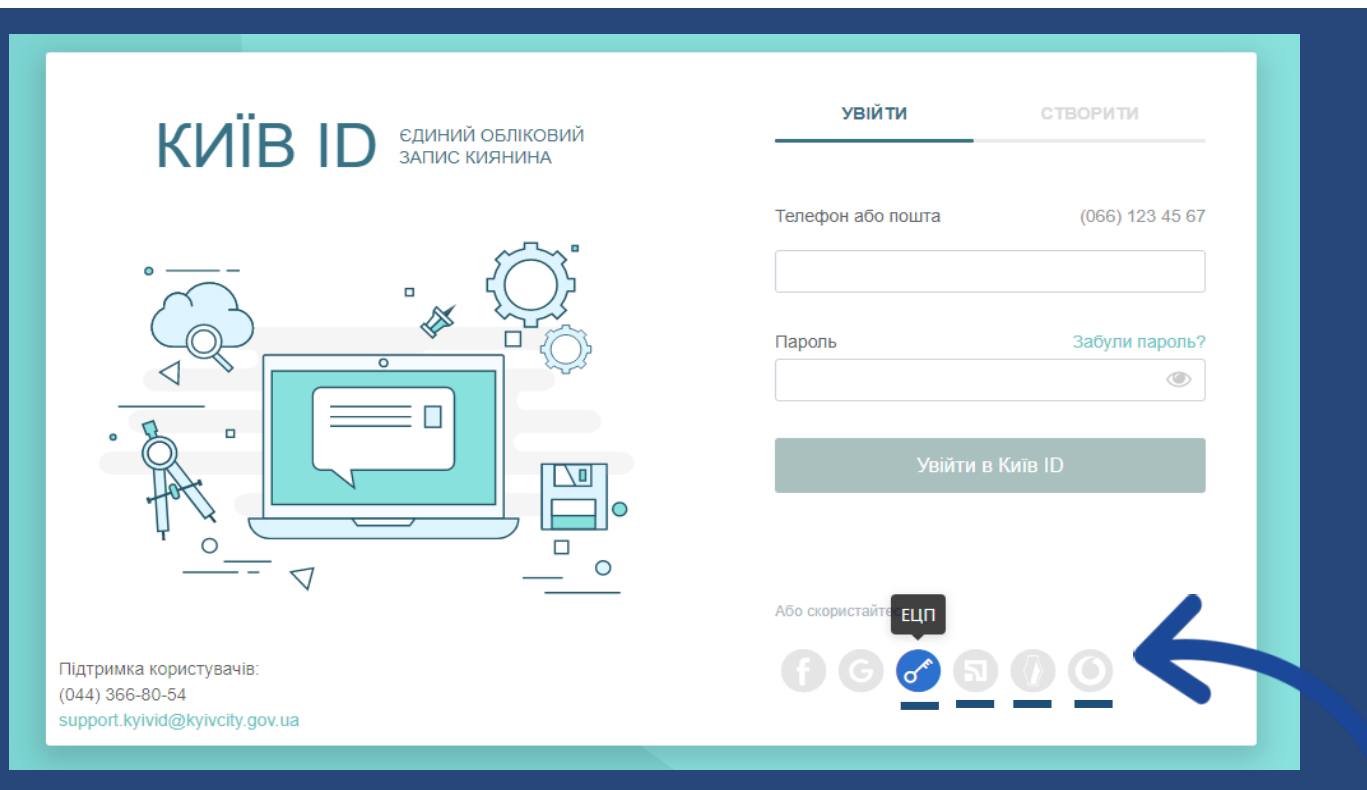 КИЇВ ID
ЄДИНИЙ ОБЛІКОВИЙ
ЗАПИС КИЯНИНА
УВІЙТИ
СТВОРИТИ
Телефон або пошта
(066) 123 45 67
Пароль
Забули пароль?
Увійти в Київ ID
Або скористайтес
ЕЦП
Підтримка користувачів:
(044) 366-80-54
support.kyivid@kyivcity.gov.ua